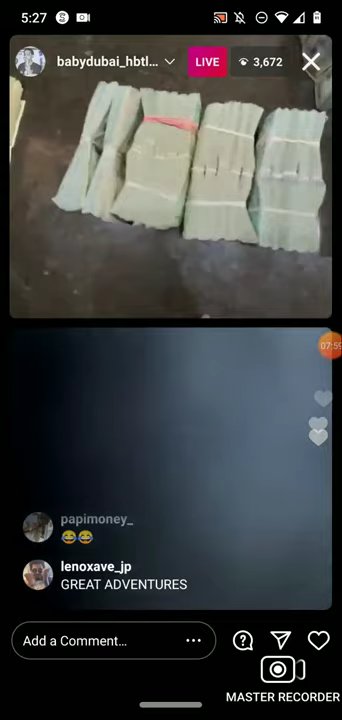 5:27
babydubai_hbtl...
LIVE
3,672
07:59
papimoney_
😂😂
lenoxave_jp
GREAT ADVENTURES
Add a Comment...
MASTER RECORDER